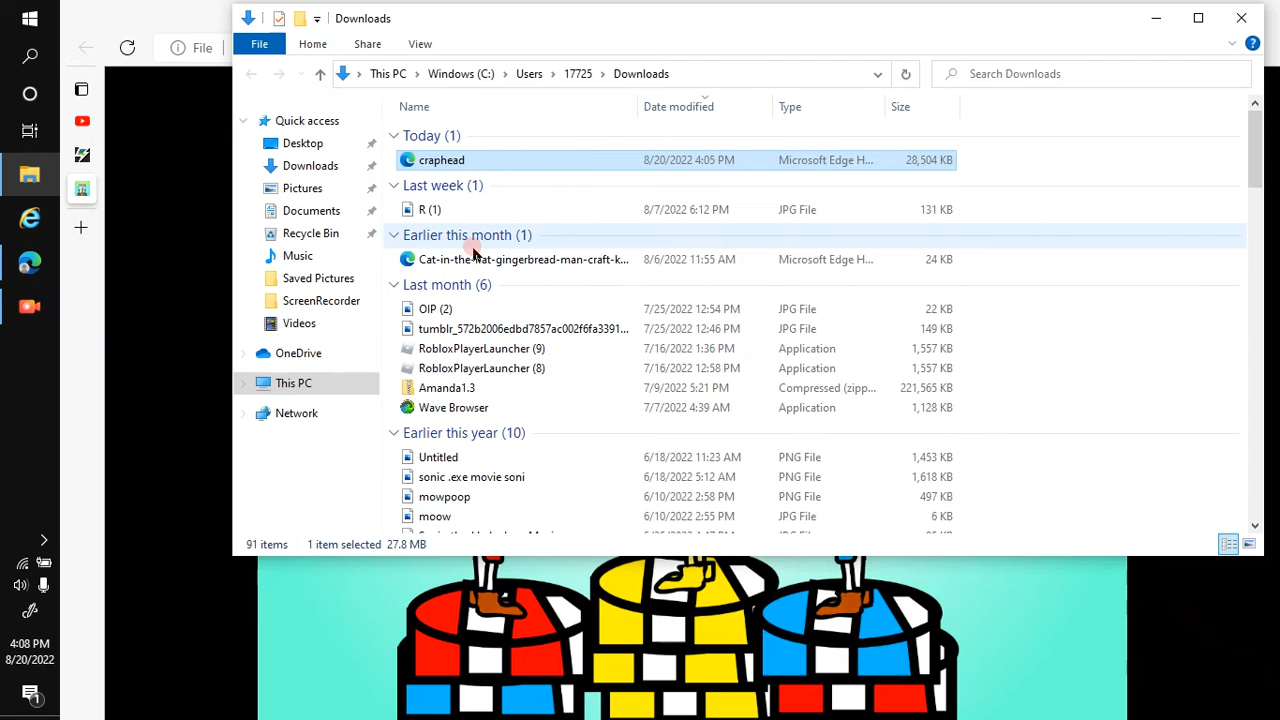 Downloads
File
File Home Share View
This PC Windows (C:) Users 17725 Downloads Search Downloads
Name Date modified Type Size
Quick access
Desktop
Downloads
Pictures
Documents
Recycle Bin
Music
Saved Pictures
ScreenRecorder
Videos
OneDrive
This PC
Network
Today (1)
craphead 8/20/2022 4:05 PM Microsoft Edge H... 28,504 KB
Last week (1)
R (1) 8/7/2022 6:12 PM JPG File 131 KB
Earlier this month (1)
Cat-in-the-hat-gingerbread-man-craft-k... 8/6/2022 11:55 AM Microsoft Edge H... 24 KB
Last month (6)
OIP (2) 7/25/2022 12:54 PM JPG File 22 KB
tumblr_572b2006edbd7857ac002f6fa3391... 7/25/2022 12:46 PM JPG File 149 KB
RobloxPlayerLauncher (9) 7/16/2022 1:36 PM Application 1,557 KB
RobloxPlayerLauncher (8) 7/16/2022 12:58 PM Application 1,557 KB
Amanda1.3 7/9/2022 5:21 PM Compressed (zipp... 221,565 KB
Wave Browser 7/7/2022 4:39 AM Application 1,128 KB
Earlier this year (10)
Untitled 6/18/2022 11:23 AM PNG File 1,453 KB
sonic .exe movie soni 6/18/2022 5:12 AM PNG File 1,618 KB
mowpoop 6/10/2022 2:58 PM PNG File 497 KB
moow 6/10/2022 2:55 PM JPG File 6 KB
91 items 1 item selected 27.8 MB
4:08 PM
8/20/2022
1